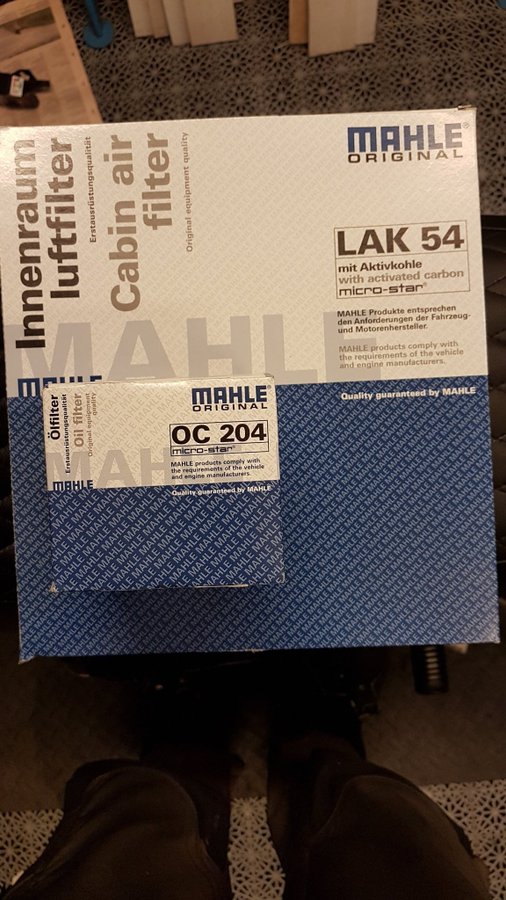 Innenraum
luftfilter
Erstausrüstungsqualität
Cabin air
filter
Original equipment quality
MAHLE®
ORIGINAL
LAK 54
mit Aktivkohle
with activated carbon
micro-star®
MAHLE Produkte entsprechen
den Anforderungen der Fahrzeug-
und Motorenhersteller.
MAHLE products comply with
the requirements of the vehicle
and engine manufacturers.
MAHLE
Quality guaranteed by MAHLE
Ölfilter
Erstausrüstungsqualität
Oil filter
Original equipment
quality
MAHLE®
ORIGINAL
OC 204
micro-star®
MAHLE products comply with
the requirements of the vehicle
and engine manufacturers.
MAHLE
MAHLE
Quality guaranteed by MAHLE